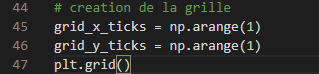 44 # creation de la grille
45 grid_x_ticks = np.arange(1)
46 grid_y_ticks = np.arange(1)
47 plt.grid()